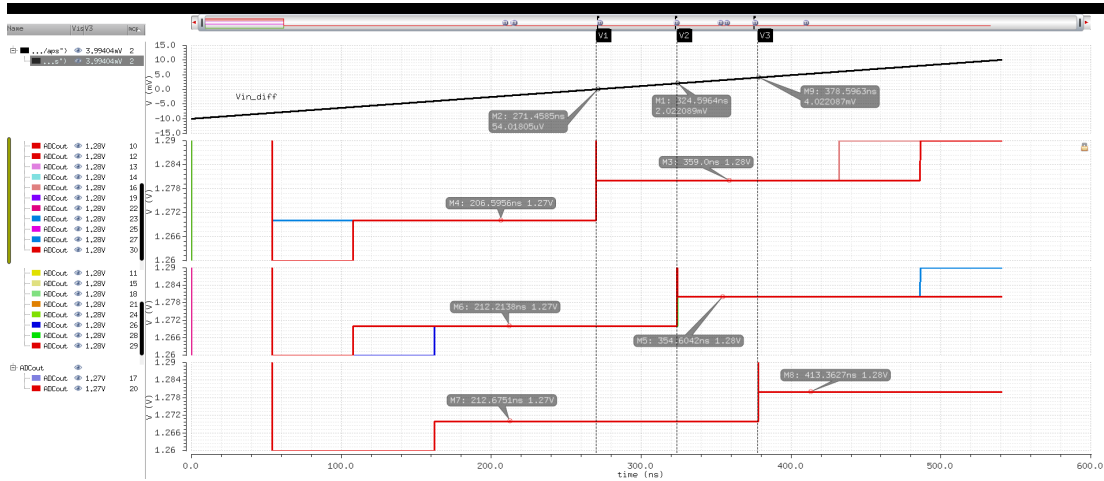 Name Vis V3 mcp_
.../aps") 3.99404mV 2
...s") 3.99404mV 2
V1 V2 V3
15.0
10.0
5.0
0.0
-5.0
-10.0
-15.0
V (mV)
Vin_diff
M2: 271.4585ns
54.01805uV
M1: 324.5964ns
2.022089mV
M9: 378.5963ns
4.022087mV
ADCout 1.28V 10
ADCout 1.28V 12
ADCout 1.28V 13
ADCout 1.28V 14
ADCout 1.28V 16
ADCout 1.28V 19
ADCout 1.28V 22
ADCout 1.28V 23
ADCout 1.28V 25
ADCout 1.28V 27
ADCout 1.28V 30
1.29
1.284
1.278
1.272
1.266
1.26
V (V)
M4: 206.5956ns 1.27V
M3: 359.0ns 1.28V
ADCout 1.28V 11
ADCout 1.28V 15
ADCout 1.28V 18
ADCout 1.28V 21
ADCout 1.28V 24
ADCout 1.28V 26
ADCout 1.28V 28
ADCout 1.28V 29
1.29
1.284
1.278
1.272
1.266
1.26
V (V)
M6: 212.2138ns 1.27V
M5: 354.6042ns 1.28V
ADCout
ADCout 1.27V 17
ADCout 1.27V 20
1.29
1.284
1.278
1.272
1.266
1.26
V (V)
M7: 212.6751ns 1.27V
M8: 413.3627ns 1.28V
0.0 100.0 200.0 300.0 400.0 500.0 600.0
time (ns)